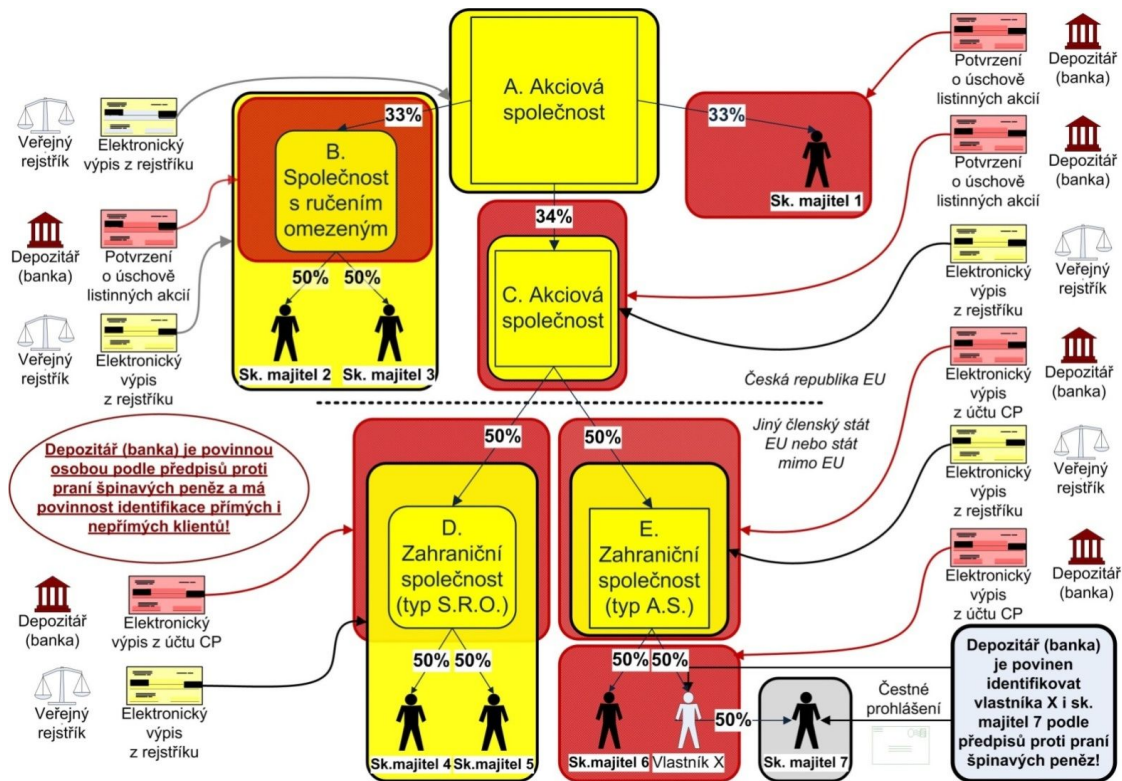 A. Akciová
společnost
33%
33%
34%
Veřejný
rejstřík
Elektronický
výpis z rejstříku
Depozitář
(banka)
Potvrzení
o úschově
listinných akcií
Veřejný
rejstřík
Elektronický
výpis
z rejstříku
B.
Společnost
s ručením
omezeným
50%
50%
Sk. majitel 2
Sk. majitel 3
Sk. majitel 1
C. Akciová
společnost
Potvrzení
o úschově
listinných akcií
Depozitář
(banka)
Potvrzení
o úschově
listinných akcií
Depozitář
(banka)
Elektronický
výpis
z rejstříku
Veřejný
rejstřík
Elektronický
výpis
z účtu CP
Depozitář
(banka)
Elektronický
výpis
z rejstříku
Veřejný
rejstřík
Elektronický
výpis
z účtu CP
Depozitář
(banka)
Česká republika EU
Jiný členský stát
EU nebo stát
mimo EU
Depozitář (banka) je povinnou
osobou podle předpisů proti
praní špinavých peněz a má
povinnost identifikace přímých i
nepřímých klientů!
50%
50%
D.
Zahraniční
společnost
(typ S.R.O.)
E.
Zahraniční
společnost
(typ A.S.)
Depozitář
(banka)
Elektronický
výpis z účtu CP
Veřejný
rejstřík
Elektronický
výpis
z rejstříku
50%
50%
50%
50%
Sk.majitel 4
Sk.majitel 5
Sk.majitel 6
Vlastník X
50%
Sk. majitel 7
Čestné
prohlášení
Depozitář (banka)
je povinen
identifikovat
vlastníka X i sk.
majitel 7 podle
předpisů proti praní
špinavých peněz!